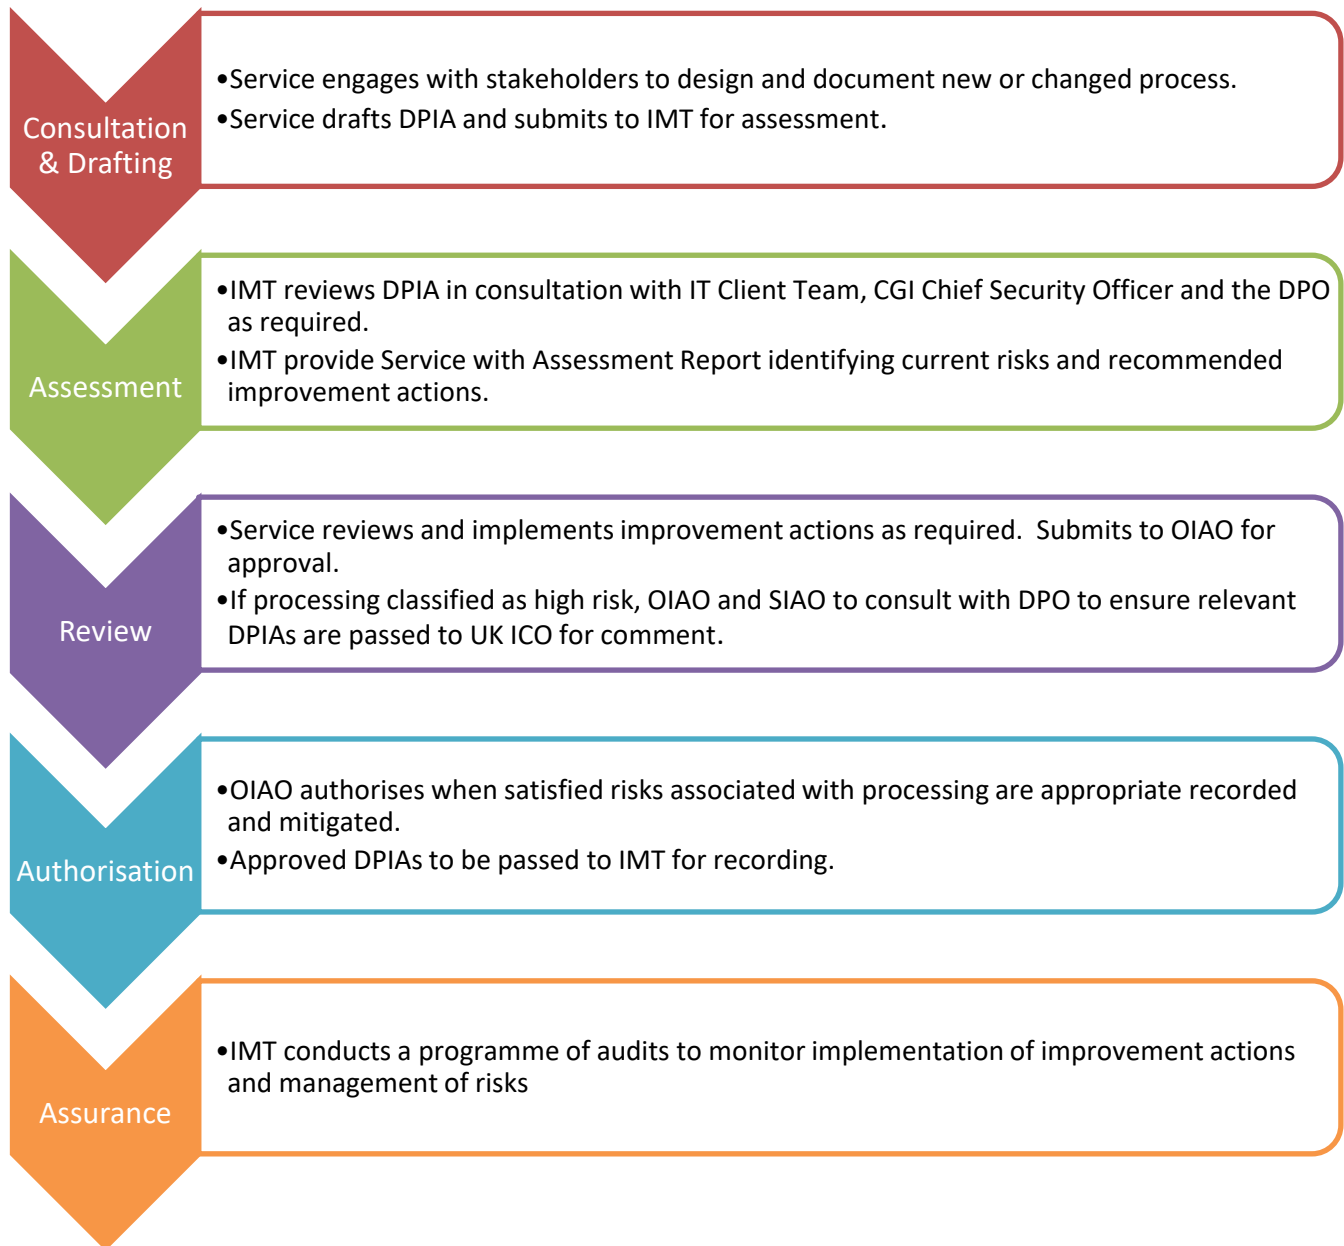 Consultation
& Drafting
•Service engages with stakeholders to design and document new or changed process.
•Service drafts DPIA and submits to IMT for assessment.
Assessment
•IMT reviews DPIA in consultation with IT Client Team, CGI Chief Security Officer and the DPO
as required.
•IMT provide Service with Assessment Report identifying current risks and recommended
improvement actions.
Review
•Service reviews and implements improvement actions as required.  Submits to OIAO for
approval.
•If processing classified as high risk, OIAO and SIAO to consult with DPO to ensure relevant
DPIAs are passed to UK ICO for comment.
Authorisation
•OIAO authorises when satisfied risks associated with processing are appropriate recorded
and mitigated.
•Approved DPIAs to be passed to IMT for recording.
Assurance
•IMT conducts a programme of audits to monitor implementation of improvement actions
and management of risks